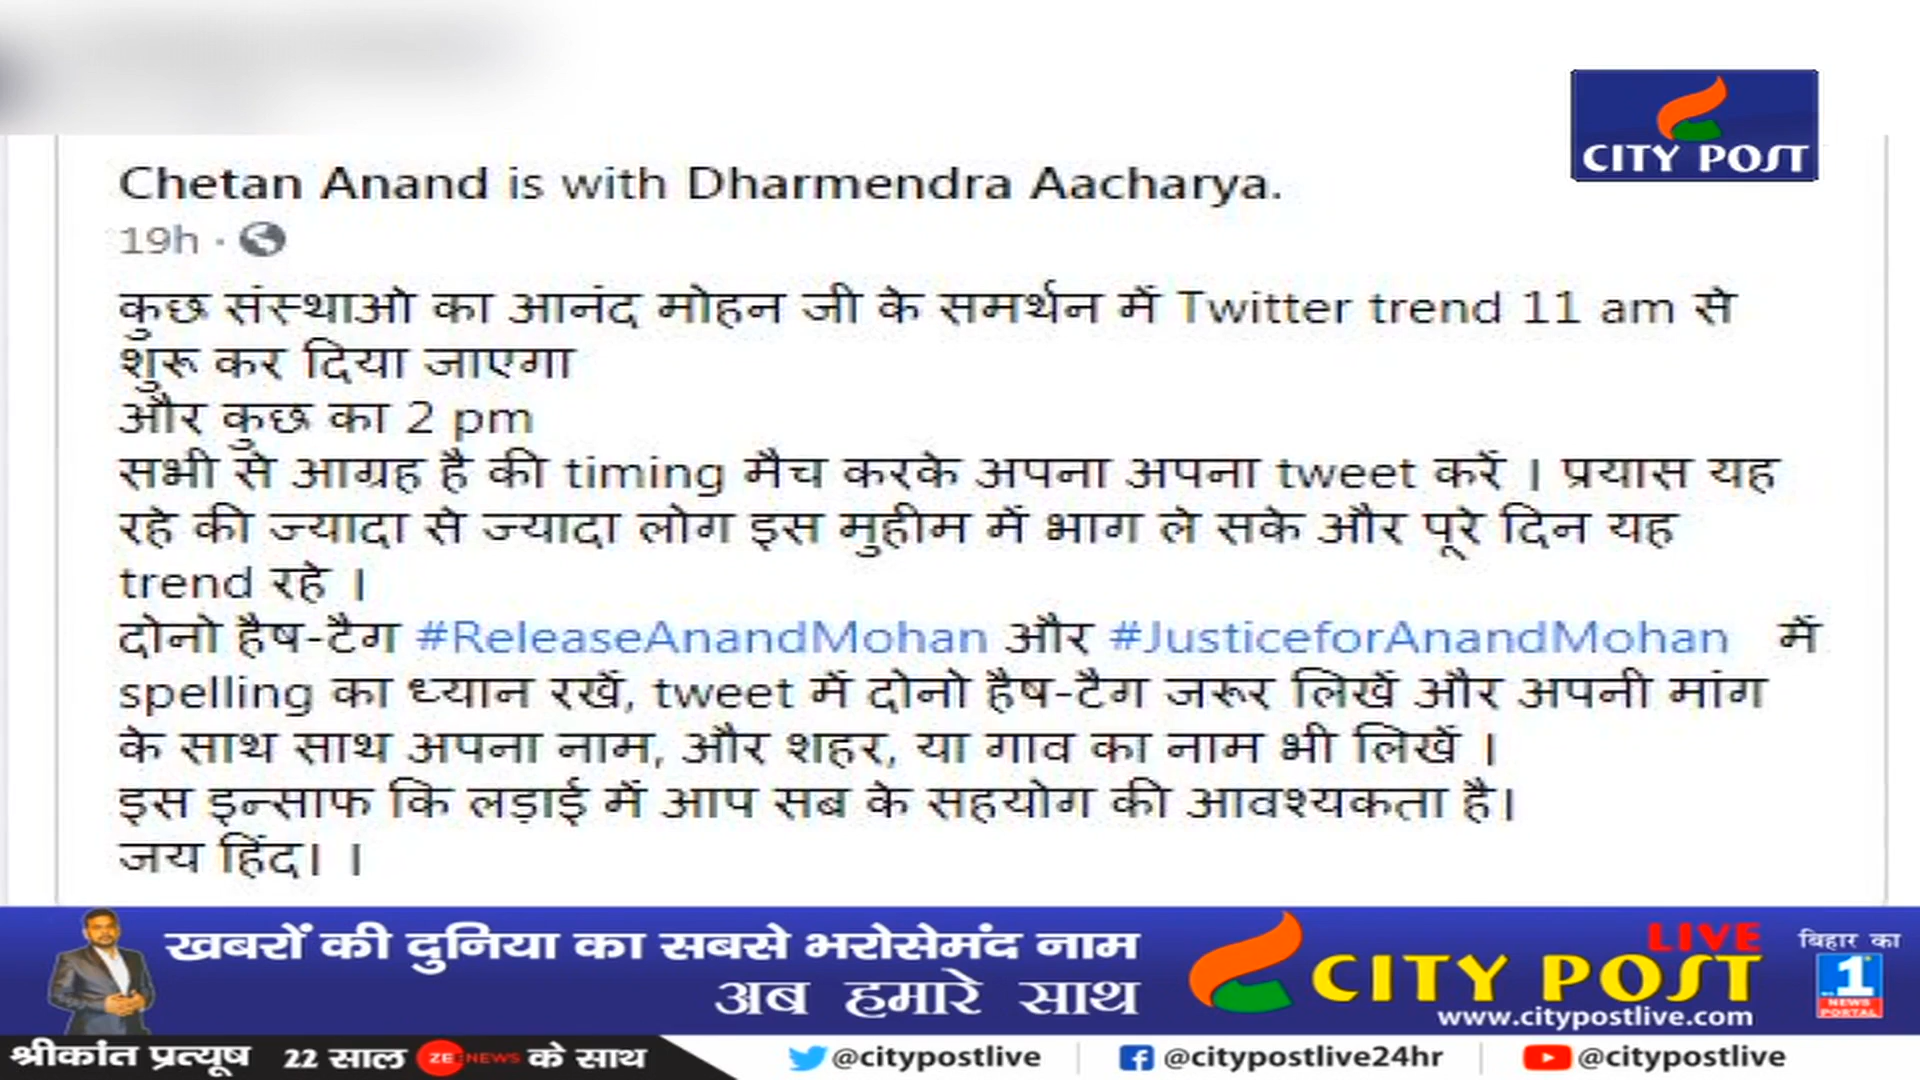 CITY POST
Chetan Anand is with Dharmendra Aacharya.
19h ·
कुछ संस्थाओ का आनंद मोहन जी के समर्थन में Twitter trend 11 am से
शुरू कर दिया जाएगा
और कुछ का 2 pm
सभी से आग्रह है की timing मैच करके अपना अपना tweet करें । प्रयास यह
रहे की ज्यादा से ज्यादा लोग इस मुहीम में भाग ले सके और पूरे दिन यह
trend रहे ।
दोनो हैष-टैग #ReleaseAnandMohan और #JusticeforAnandMohan में
spelling का ध्यान रखें, tweet में दोनो हैष-टैग जरूर लिखें और अपनी मांग
के साथ साथ अपना नाम, और शहर, या गाव का नाम भी लिखें ।
इस इन्साफ कि लड़ाई में आप सब के सहयोग की आवश्यकता है।
जय हिंद। ।
खबरों की दुनिया का सबसे भरोसेमंद नाम
अब हमारे साथ
LIVE
CITY POST
www.citypostlive.com
बिहार का
1
NEWS
PORTAL
श्रीकांत प्रत्यूष 22 साल ZEE NEWS के साथ
@citypostlive
@citypostlive24hr
@citypostlive